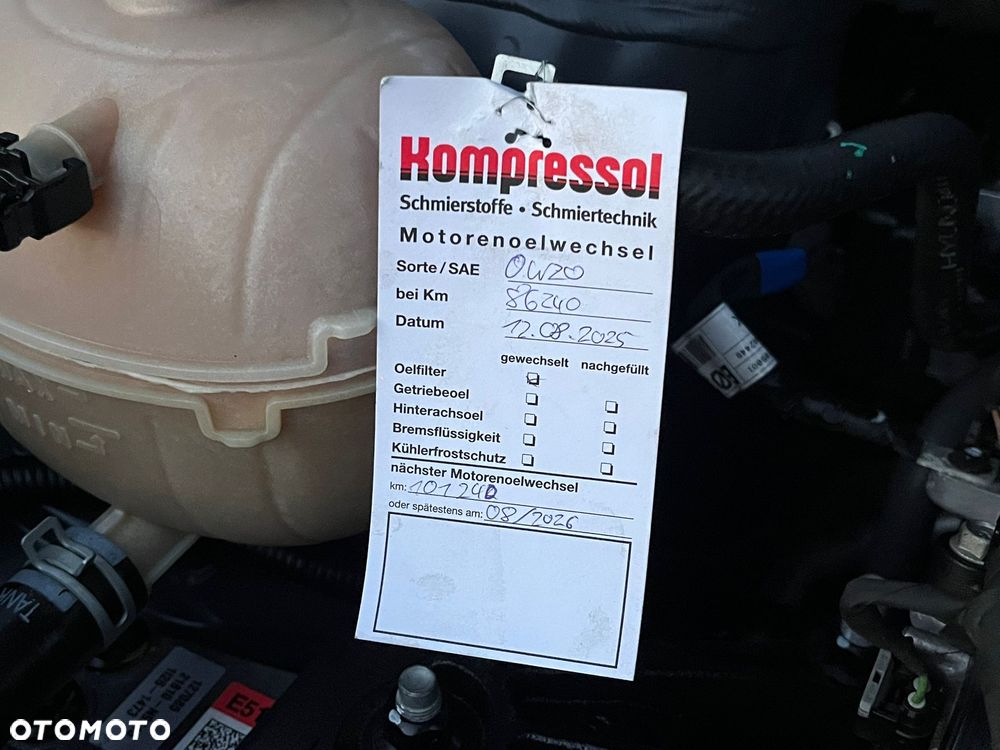 Kompressol
Schmierstoffe • Schmiertechnik
Motorenoelwechsel
Sorte / SAE 0W20
bei Km 86240
Datum 12.08.2025
gewechselt nachgefüllt
Oelfilter
Getriebeoel
Hinterachsoel
Bremsflüssigkeit
Kühlerfrostschutz
nächster Motorenoelwechsel
km: 101240
oder spätestens am: 08/2026
TANK
OTOMOTO